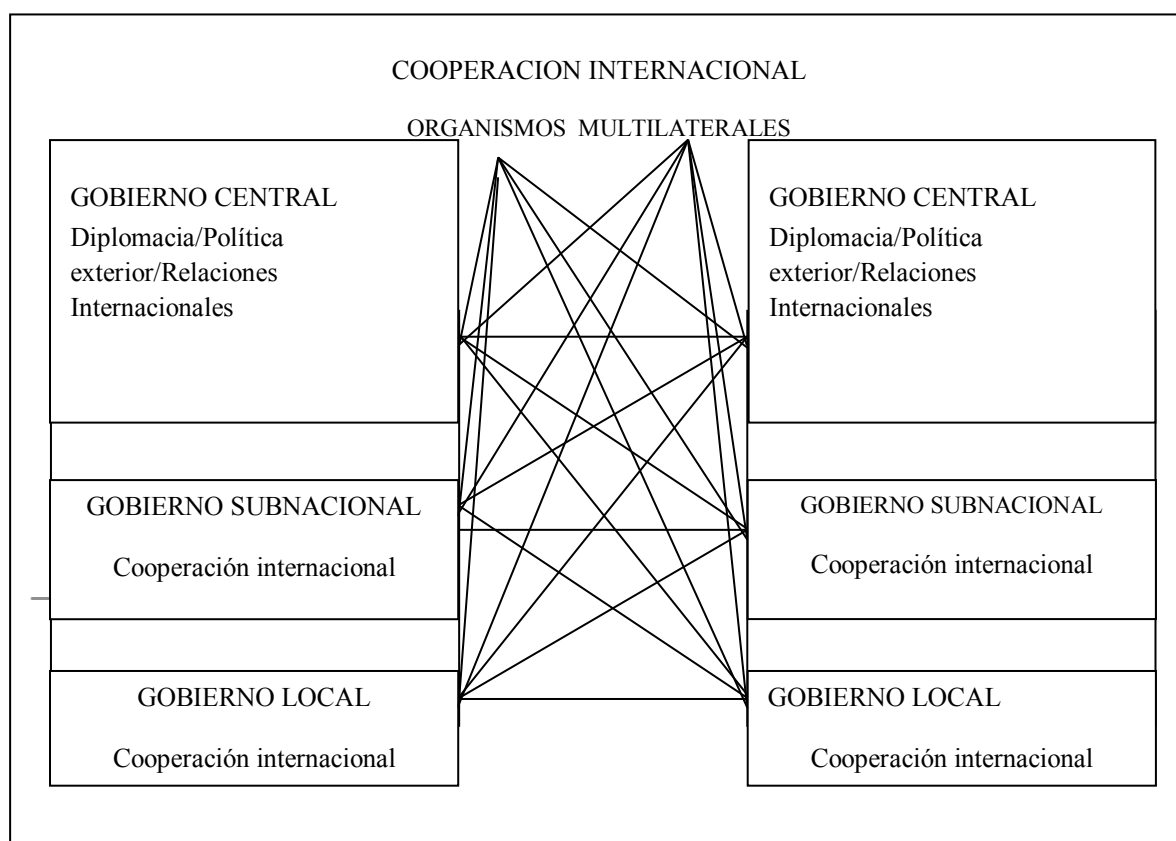 COOPERACION INTERNACIONAL
ORGANISMOS MULTILATERALES
GOBIERNO CENTRAL
Diplomacia/Política
exterior/Relaciones
Internacionales
GOBIERNO CENTRAL
Diplomacia/Política
exterior/Relaciones
Internacionales
GOBIERNO SUBNACIONAL
Cooperación internacional
GOBIERNO SUBNACIONAL
Cooperación internacional
GOBIERNO LOCAL
Cooperación internacional
GOBIERNO LOCAL
Cooperación internacional